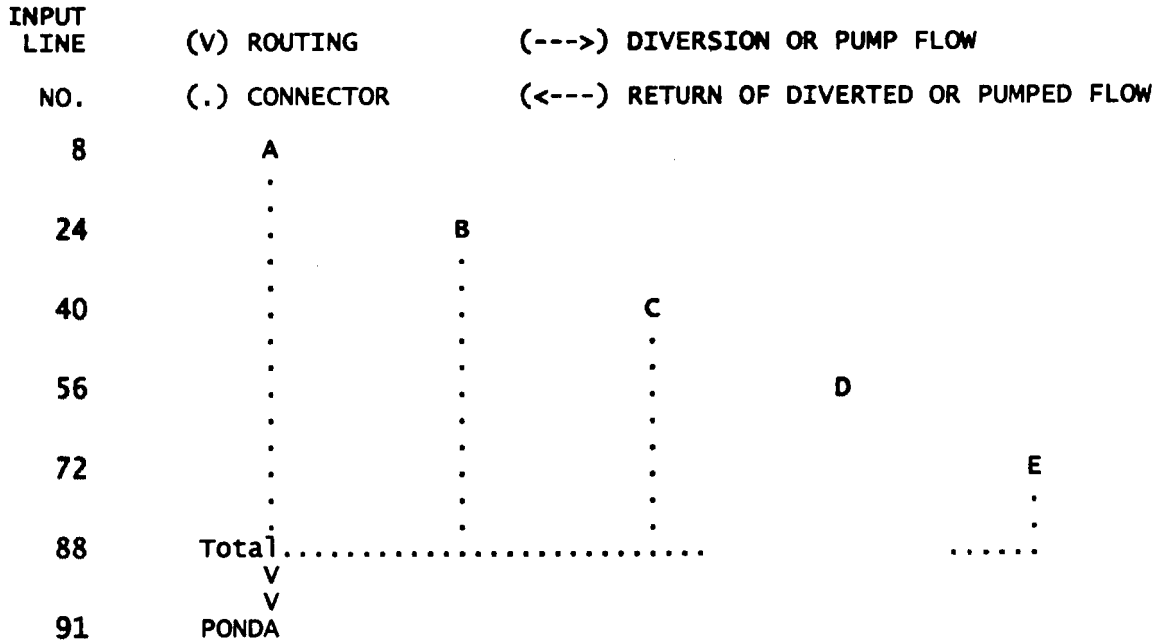 INPUT
LINE (V) ROUTING (--->) DIVERSION OR PUMP FLOW
NO. (.) CONNECTOR (<---) RETURN OF DIVERTED OR PUMPED FLOW
8 A
.
.
24 . B
. .
. .
40 . . C
. . .
. . .
56 . . . D
. . .
. . .
72 . . . E
. . . .
. . . .
88 Total....................... ......
V
V
91 PONDA